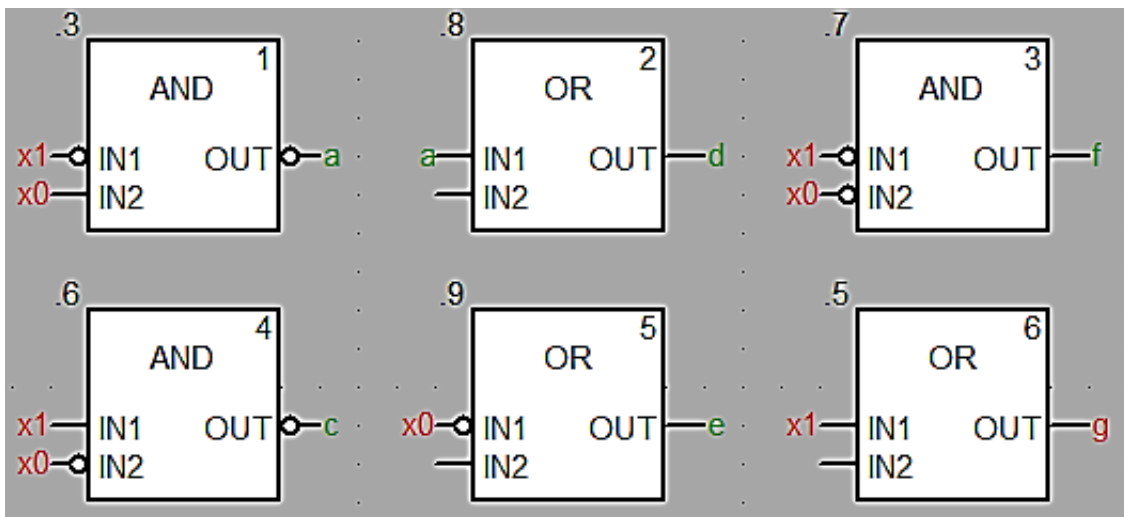 .3 .8 .7
1 2 3
AND OR AND
x1 IN1 OUT a a IN1 OUT d x1 IN1 OUT f
x0 IN2 IN2 x0 IN2
.6 .9 .5
4 5 6
AND OR OR
x1 IN1 OUT c x0 IN1 OUT e x1 IN1 OUT g
x0 IN2 IN2 IN2